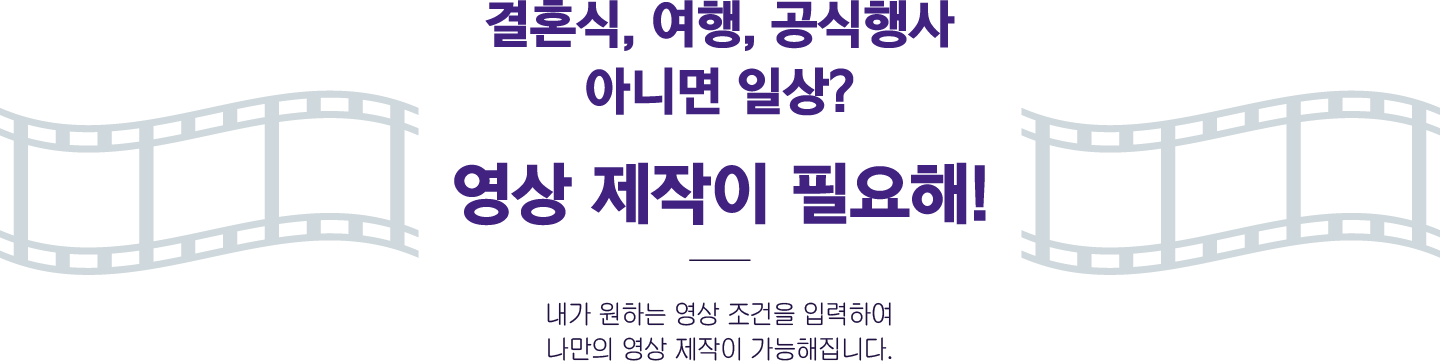 결혼식, 여행, 공식행사
아니면 일상?
영상 제작이 필요해!
내가 원하는 영상 조건을 입력하여
나만의 영상 제작이 가능해집니다.